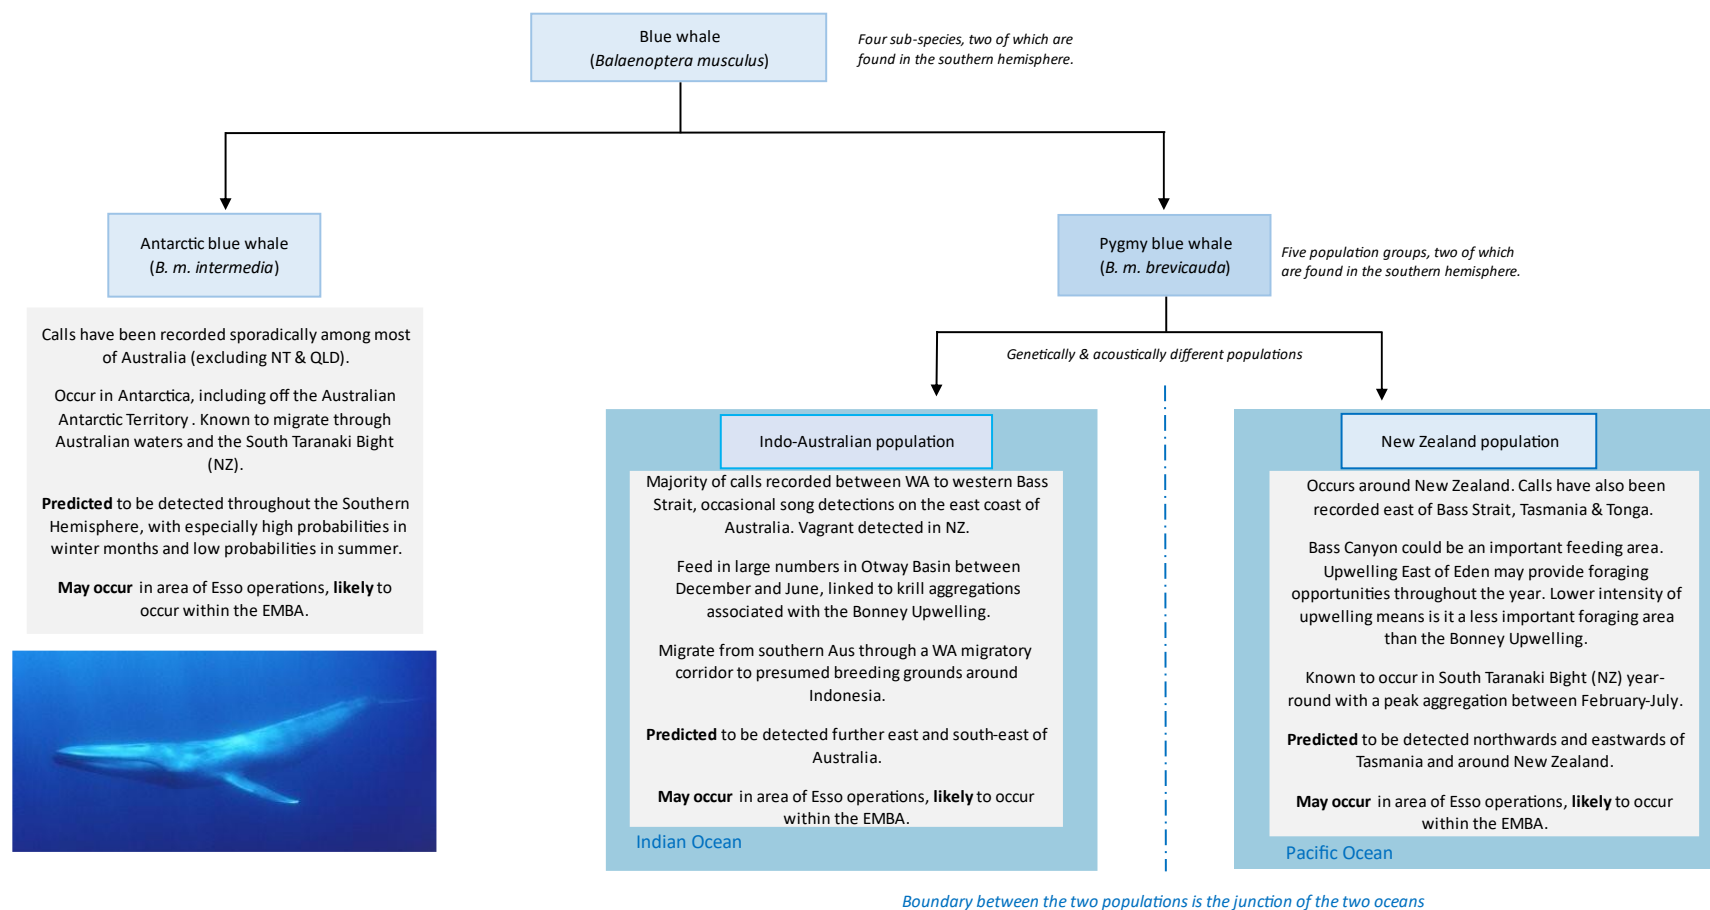 Blue whale
(Balaenoptera musculus)
Four sub-species, two of which are
found in the southern hemisphere.
Antarctic blue whale
(B. m. intermedia)
Pygmy blue whale
(B. m. brevicauda)
Five population groups, two of which
are found in the southern hemisphere.
Calls have been recorded sporadically among most
of Australia (excluding NT & QLD).
Occur in Antarctica, including off the Australian
Antarctic Territory . Known to migrate through
Australian waters and the South Taranaki Bight
(NZ).
Predicted to be detected throughout the Southern
Hemisphere, with especially high probabilities in
winter months and low probabilities in summer.
May occur in area of Esso operations, likely to
occur within the EMBA.
Genetically & acoustically different populations
Indo-Australian population
Majority of calls recorded between WA to western Bass
Strait, occasional song detections on the east coast of
Australia. Vagrant detected in NZ.
Feed in large numbers in Otway Basin between
December and June, linked to krill aggregations
associated with the Bonney Upwelling.
Migrate from southern Aus through a WA migratory
corridor to presumed breeding grounds around
Indonesia.
Predicted to be detected further east and south-east of
Australia.
May occur in area of Esso operations, likely to occur
within the EMBA.
Indian Ocean
New Zealand population
Occurs around New Zealand. Calls have also been
recorded east of Bass Strait, Tasmania & Tonga.
Bass Canyon could be an important feeding area.
Upwelling East of Eden may provide foraging
opportunities throughout the year. Lower intensity of
upwelling means is it a less important foraging area
than the Bonney Upwelling.
Known to occur in South Taranaki Bight (NZ) year-
round with a peak aggregation between February-July.
Predicted to be detected northwards and eastwards of
Tasmania and around New Zealand.
May occur in area of Esso operations, likely to occur
within the EMBA.
Pacific Ocean
Boundary between the two populations is the junction of the two oceans